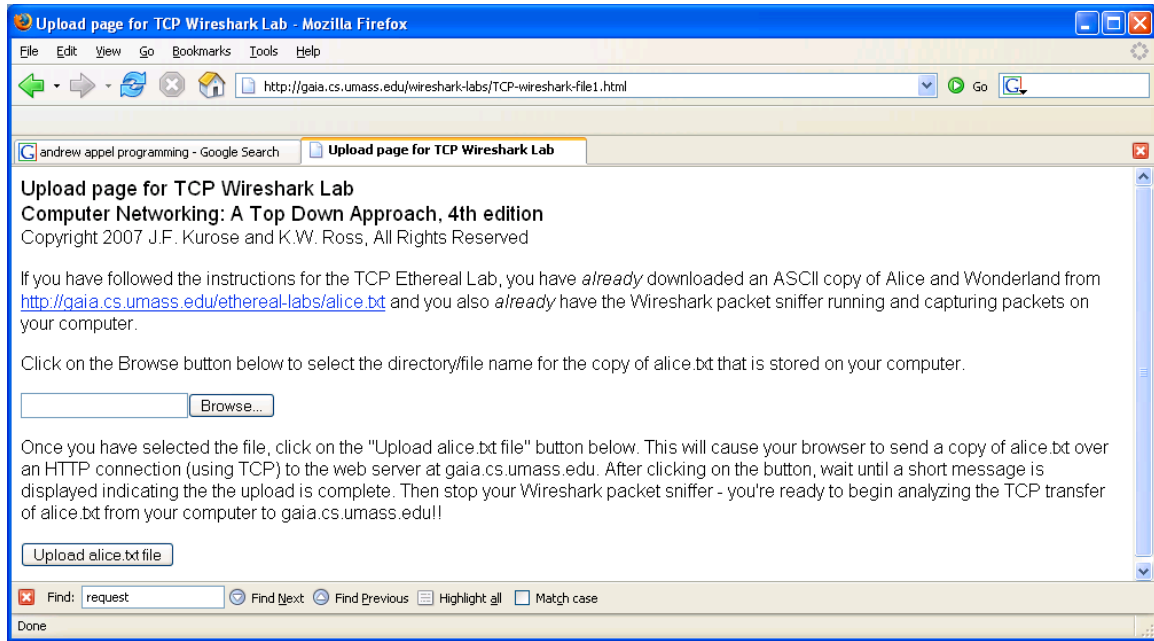 Upload page for TCP Wireshark Lab - Mozilla Firefox
File Edit View Go Bookmarks Tools Help
http://gaia.cs.umass.edu/wireshark-labs/TCP-wireshark-file1.html Go G
G andrew appel programming - Google Search Upload page for TCP Wireshark Lab
Upload page for TCP Wireshark Lab
Computer Networking: A Top Down Approach, 4th edition
Copyright 2007 J.F. Kurose and K.W. Ross, All Rights Reserved
If you have followed the instructions for the TCP Ethereal Lab, you have already downloaded an ASCII copy of Alice and Wonderland from
http://gaia.cs.umass.edu/ethereal-labs/alice.txt and you also already have the Wireshark packet sniffer running and capturing packets on
your computer.
Click on the Browse button below to select the directory/file name for the copy of alice.txt that is stored on your computer.
Browse...
Once you have selected the file, click on the "Upload alice.txt file" button below. This will cause your browser to send a copy of alice.txt over
an HTTP connection (using TCP) to the web server at gaia.cs.umass.edu. After clicking on the button, wait until a short message is
displayed indicating the the upload is complete. Then stop your Wireshark packet sniffer - you're ready to begin analyzing the TCP transfer
of alice.txt from your computer to gaia.cs.umass.edu!!
Upload alice.txt file
Find: request Find Next Find Previous Highlight all Match case
Done